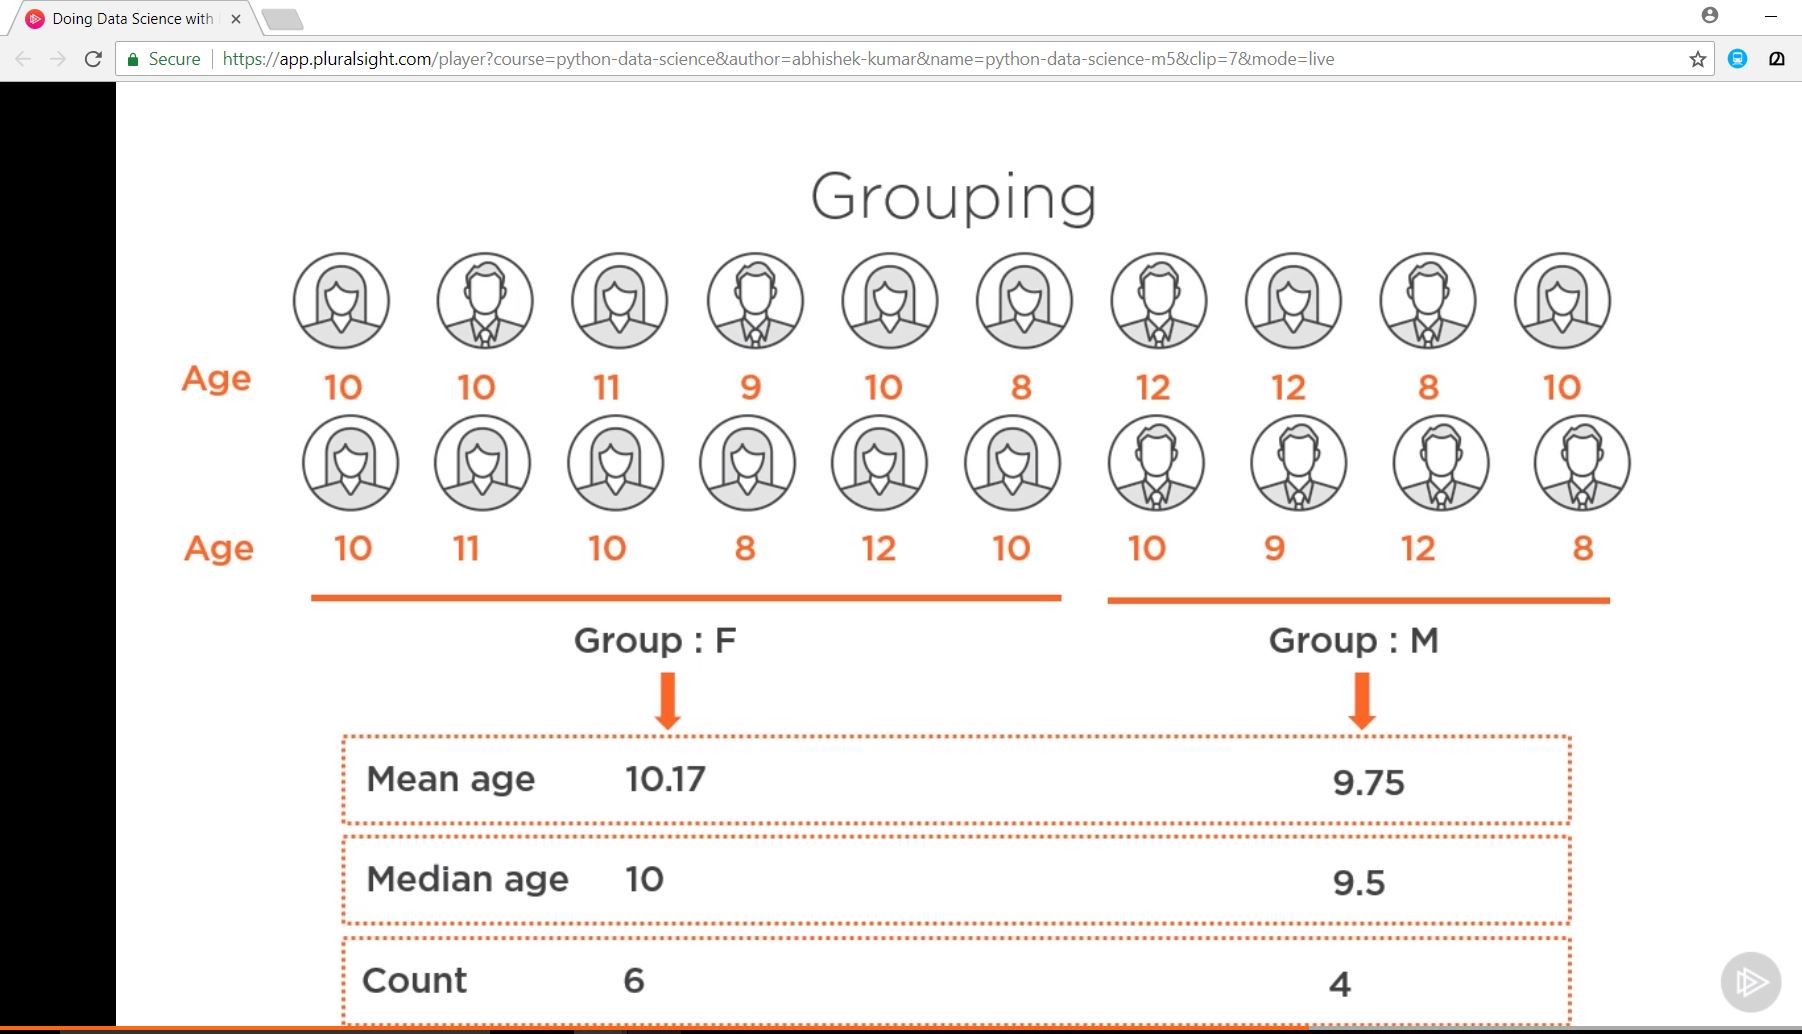 Doing Data Science with
Secure https://app.pluralsight.com/player?course=python-data-science&author=abhishek-kumar&name=python-data-science-m5&clip=7&mode=live
Grouping
Age 10 10 11 9 10 8 12 12 8 10
Age 10 11 10 8 12 10 10 9 12 8
Group : F Group : M
Mean age 10.17 9.75
Median age 10 9.5
Count 6 4